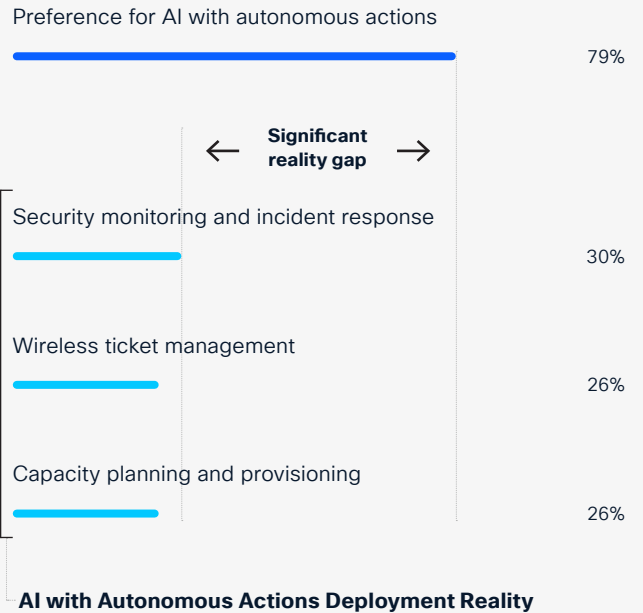 Preference for AI with autonomous actions
79%
Significant
reality gap
Security monitoring and incident response
30%
Wireless ticket management
26%
Capacity planning and provisioning
26%
AI with Autonomous Actions Deployment Reality